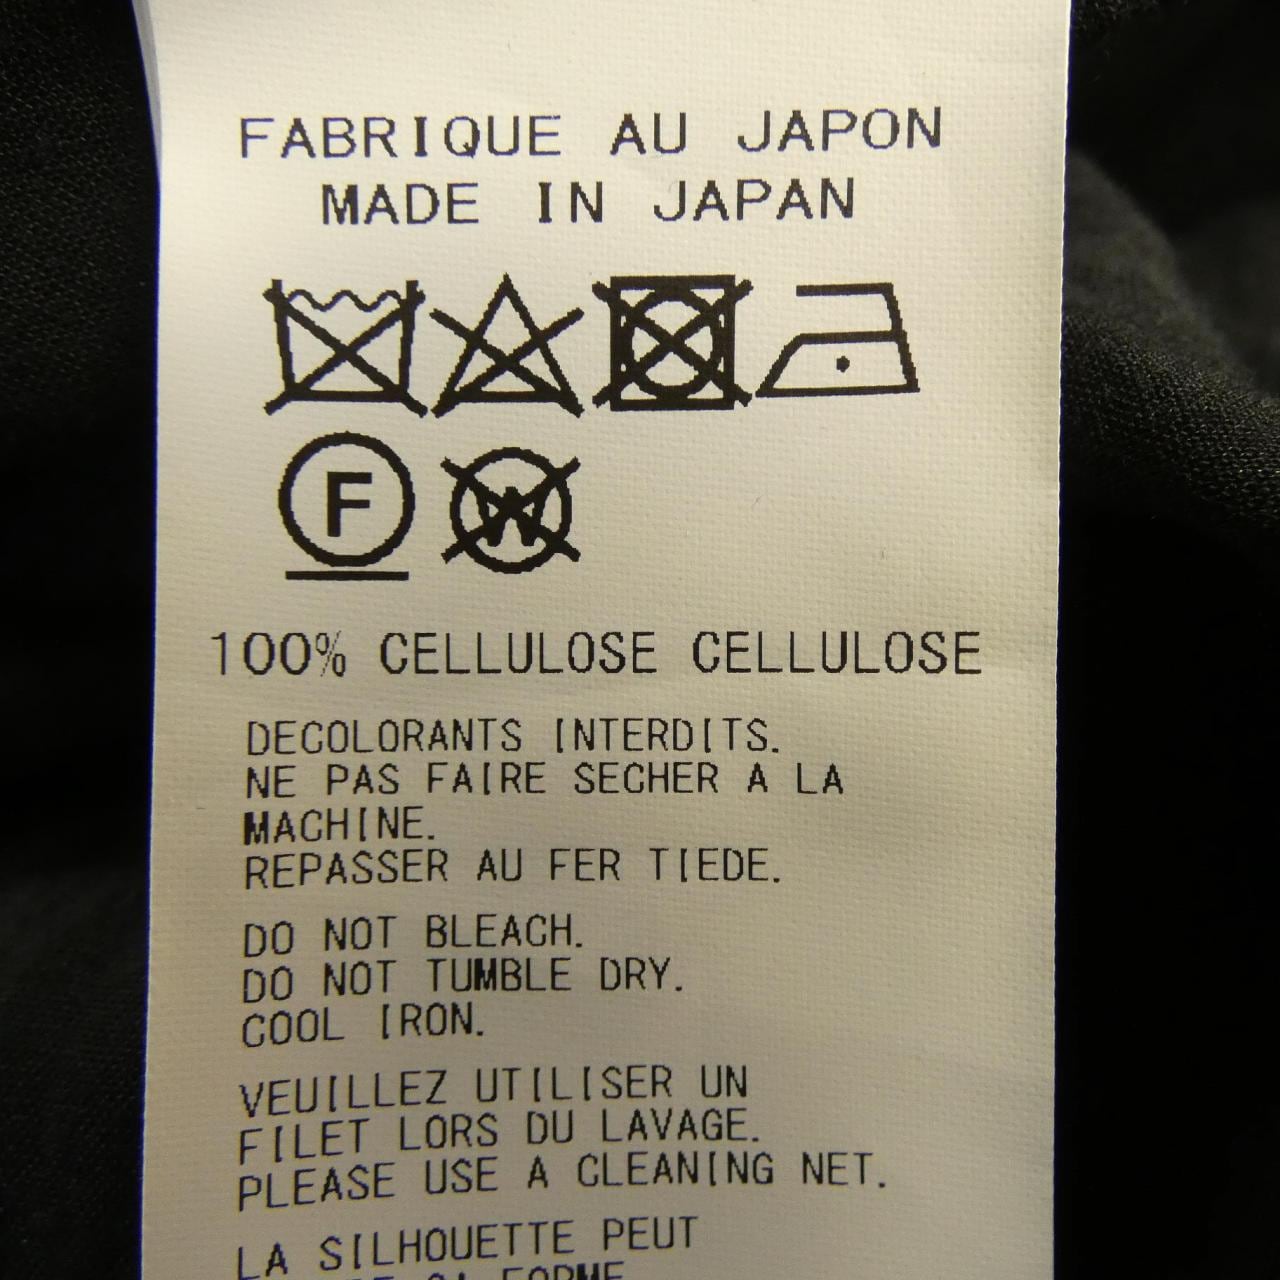 FABRIQUE AU JAPON
MADE IN JAPAN
F W
100% CELLULOSE CELLULOSE
DECOLORANTS INTERDITS.
NE PAS FAIRE SECHER A LA
MACHINE.
REPASSER AU FER TIEDE.
DO NOT BLEACH.
DO NOT TUMBLE DRY.
COOL IRON.
VEUILLEZ UTILISER UN
FILET LORS DU LAVAGE.
PLEASE USE A CLEANING NET.
LA SILHOUETTE PEUT
FORME